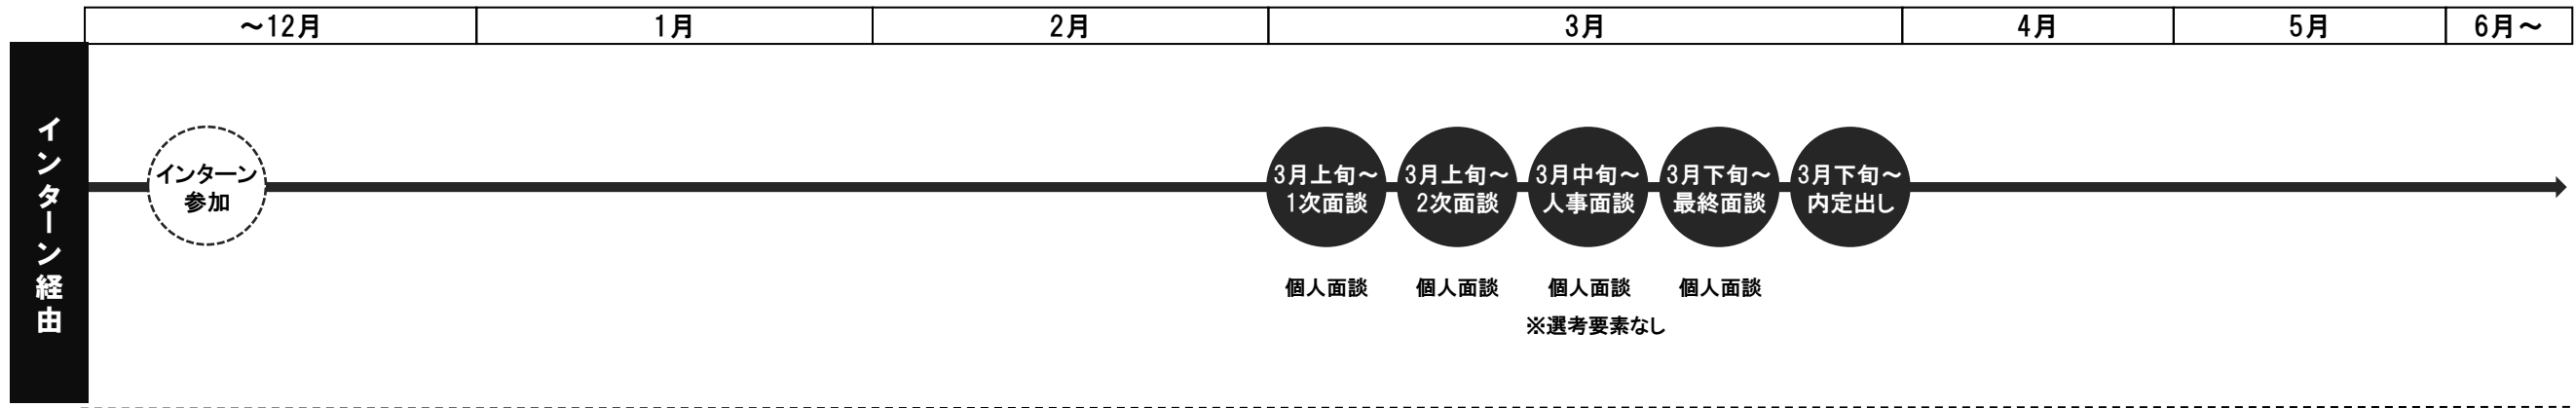 ～12月
1月
2月
3月
4月
5月
6月～
インターン経由
インターン
参加
3月上旬～
1次面談
3月上旬～
2次面談
3月中旬～
人事面談
3月下旬～
最終面談
3月下旬～
内定出し
個人面談
個人面談
個人面談
※選考要素なし
個人面談